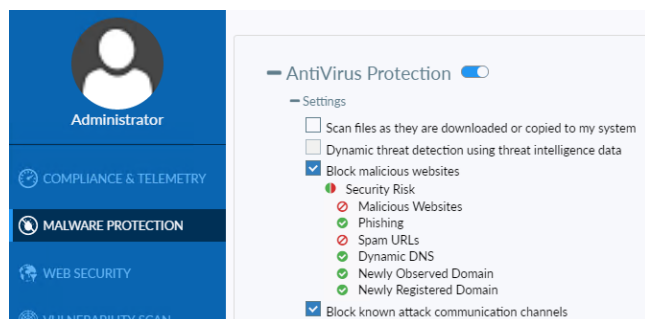 Administrator
COMPLIANCE & TELEMETRY
MALWARE PROTECTION
WEB SECURITY
VULNERABILITY SCAN
AntiVirus Protection
Settings
Scan files as they are downloaded or copied to my system
Dynamic threat detection using threat intelligence data
Block malicious websites
Security Risk
Malicious Websites
Phishing
Spam URLs
Dynamic DNS
Newly Observed Domain
Newly Registered Domain
Block known attack communication channels